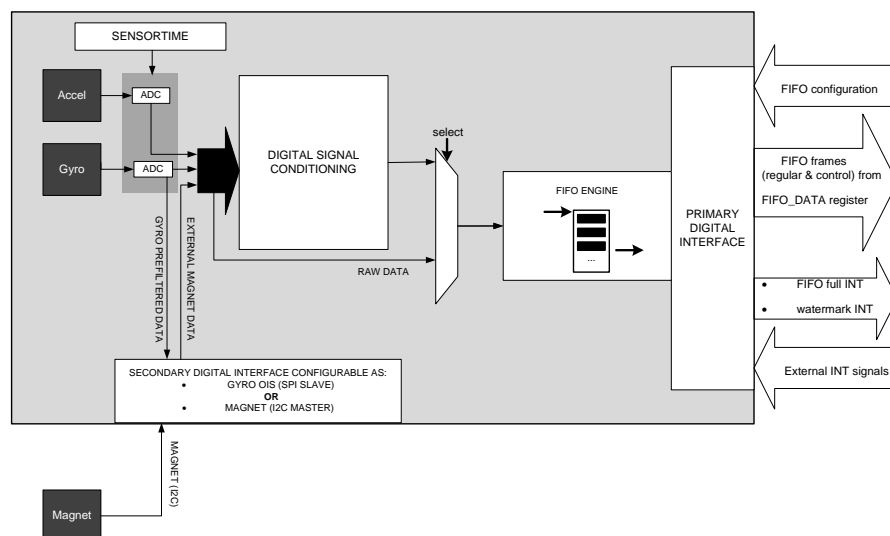 SENSORTIME
Accel
ADC
Gyro
ADC
DIGITAL SIGNAL
CONDITIONING
select
FIFO ENGINE
...
PRIMARY
DIGITAL
INTERFACE
FIFO configuration
FIFO frames
(regular & control) from
FIFO_DATA register
• FIFO full INT
• watermark INT
External INT signals
RAW DATA
GYRO PREFILTERED DATA
EXTERNAL MAGNET DATA
SECONDARY DIGITAL INTERFACE CONFIGURABLE AS:
• GYRO OIS (SPI SLAVE)
OR
• MAGNET (I2C MASTER)
MAGNET (I2C)
Magnet